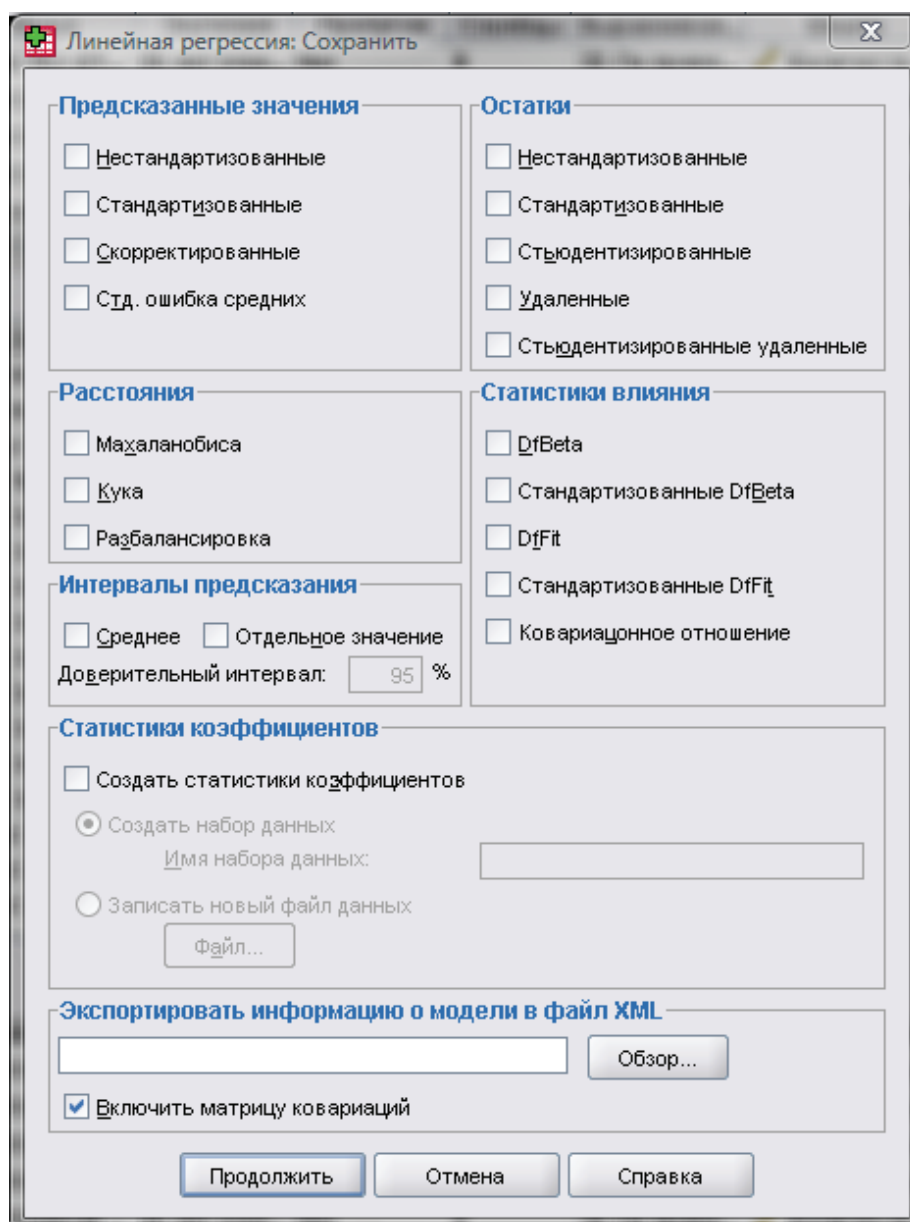 Линейная регрессия: Сохранить
Предсказанные значения
Нестандартизованные
Стандартизованные
Скорректированные
Стд. ошибка средних
Остатки
Нестандартизованные
Стандартизованные
Стьюдентизированные
Удаленные
Стьюдентизированные удаленные
Расстояния
Махаланобиса
Кука
Разбалансировка
Статистики влияния
DfBeta
Стандартизованные DfBeta
DfFit
Стандартизованные DfFit
Ковариацонное отношение
Интервалы предсказания
Среднее Отдельное значение
Доверительный интервал: 95 %
Статистики коэффициентов
Создать статистики коэффициентов
Создать набор данных
Имя набора данных:
Записать новый файл данных
Файл...
Экспортировать информацию о модели в файл XML
Обзор...
Включить матрицу ковариаций
Продолжить Отмена Справка